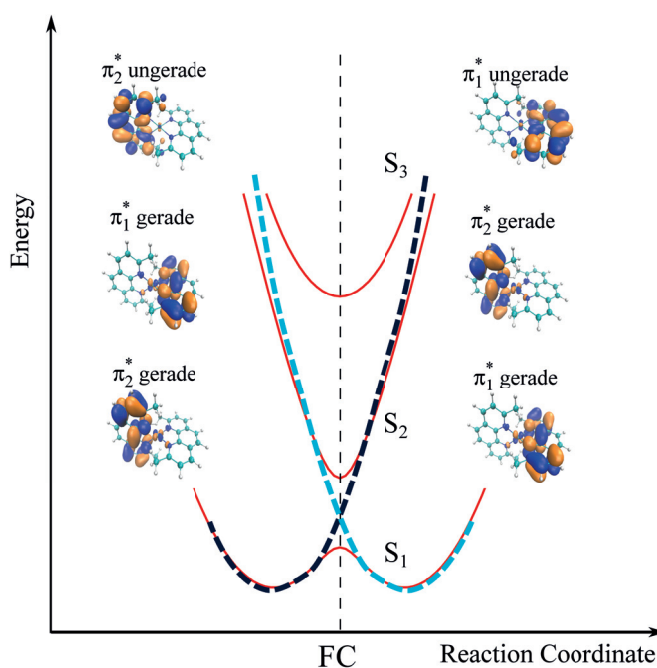 π₂* ungerade
π₁* ungerade
S₃
π₁* gerade
π₂* gerade
Energy
π₂* gerade
π₁* gerade
S₂
S₁
FC
Reaction Coordinate